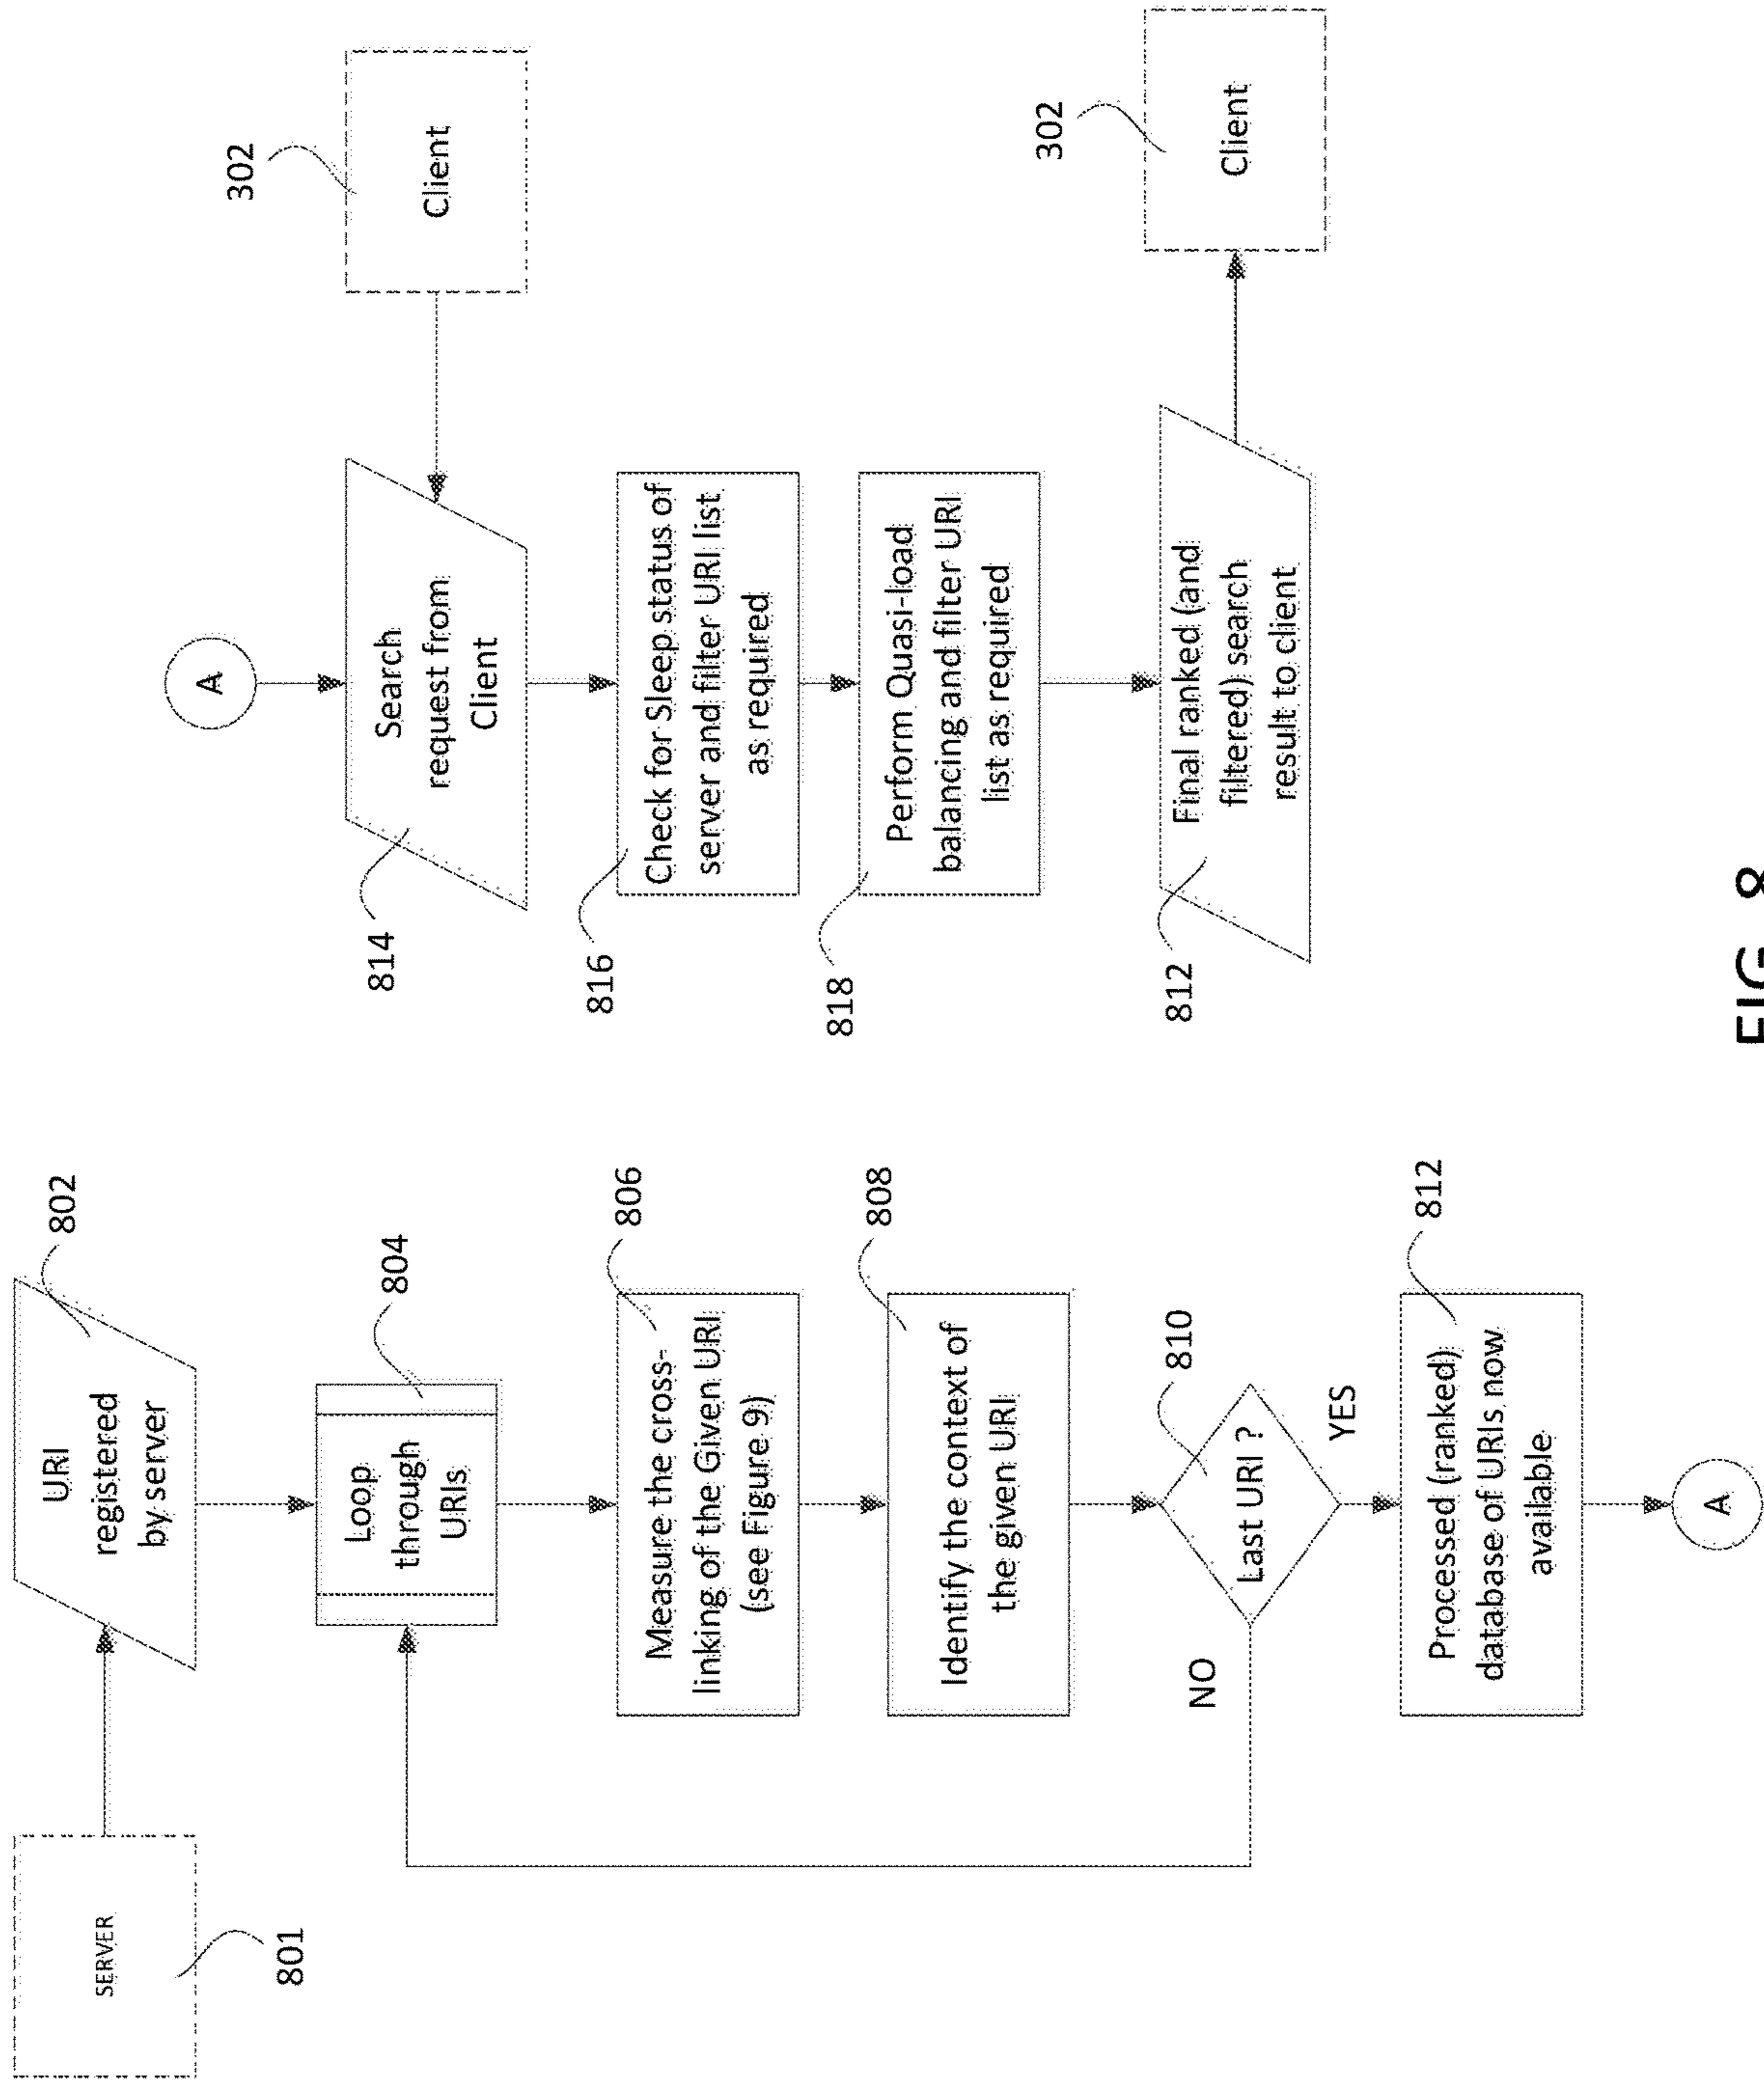 SERVER
801
URI
registered
by server
802
Loop
through
URIs
804
Measure the cross-
linking of the Given URI
(see Figure 9)
806
Identify the context of
the given URI
808
Last URI ?
810
NO
YES
Processed (ranked)
database of URIs now
available
812
A
A
Search
request from
Client
814
Client
302
Check for Sleep status of
server and filter URI list
as required
816
Perform Quasi-load
balancing and filter URI
list as required
818
Final ranked (and
filtered) search
result to client
812
Client
302
FIG 8